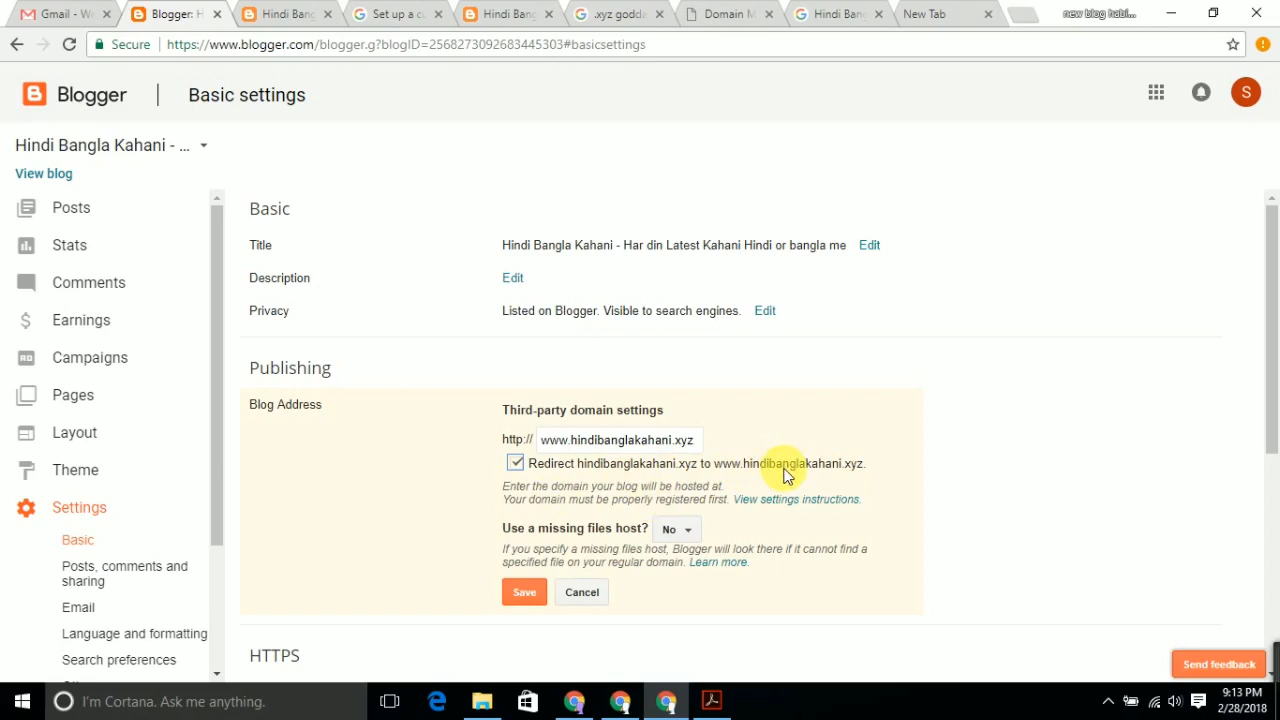 Gmail - We
Blogger: H
Hindi Bang
Set up a cu
Hindi Bang
.xyz godda
Domain M
Hindi Bang
New Tab
new blog habi...
Secure
https://www.blogger.com/blogger.g?blogID=2568273092683445303#basicsettings
Blogger
Basic settings
S
Hindi Bangla Kahani - ...
View blog
Posts
Stats
Comments
Earnings
Campaigns
Pages
Layout
Theme
Settings
Basic
Posts, comments and
sharing
Email
Language and formatting
Search preferences
Basic
Title
Hindi Bangla Kahani - Har din Latest Kahani Hindi or bangla me
Edit
Description
Edit
Privacy
Listed on Blogger. Visible to search engines.
Edit
Publishing
Blog Address
Third-party domain settings
http://
www.hindibanglakahani.xyz
Redirect hindibanglakahani.xyz to www.hindibanglakahani.xyz.
Enter the domain your blog will be hosted at.
Your domain must be properly registered first. View settings instructions.
Use a missing files host?
No
If you specify a missing files host, Blogger will look there if it cannot find a
specified file on your regular domain. Learn more.
Save
Cancel
HTTPS
Send feedback
I'm Cortana. Ask me anything.
9:13 PM
2/28/2018